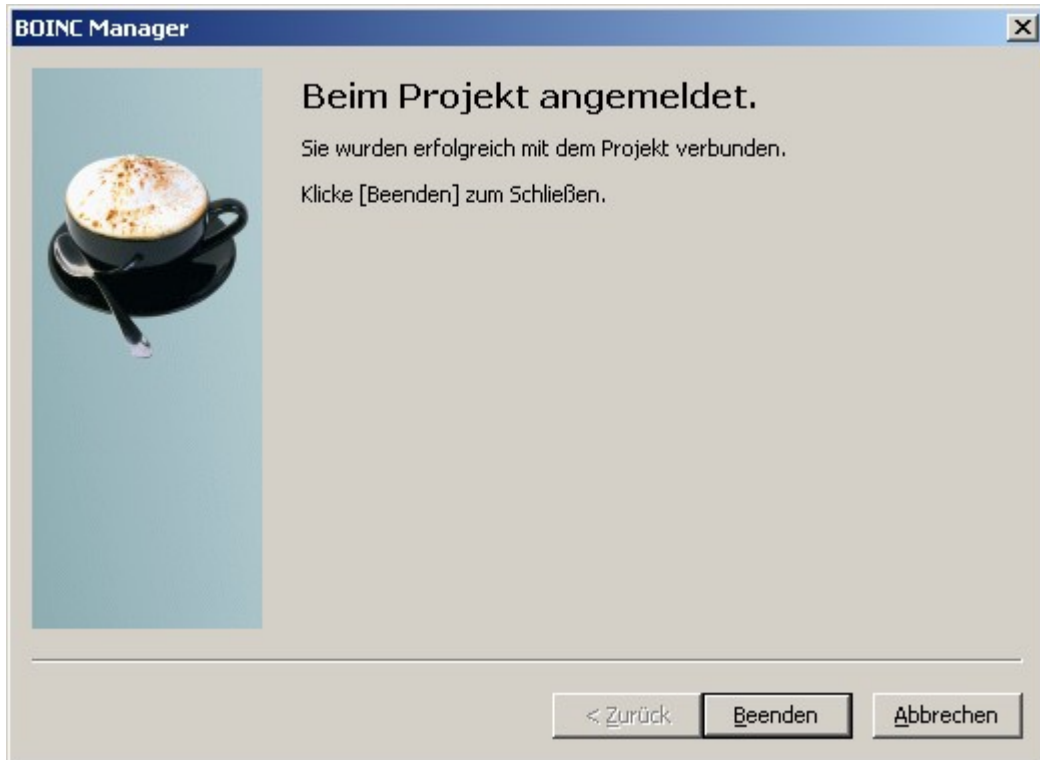 BOINC Manager
Beim Projekt angemeldet.
Sie wurden erfolgreich mit dem Projekt verbunden.
Klicke [Beenden] zum Schließen.
< Zurück Beenden Abbrechen